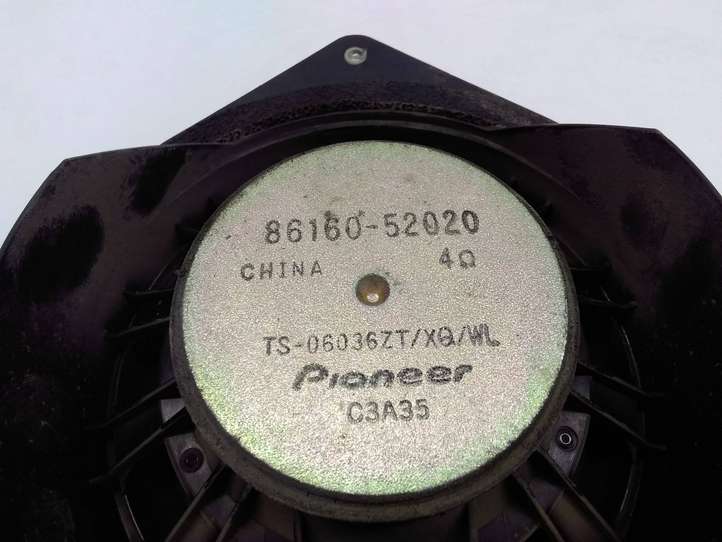 86160-52020
CHINA 4Ω
TS-06036ZT/XQ/WL
Pioneer
C3A35